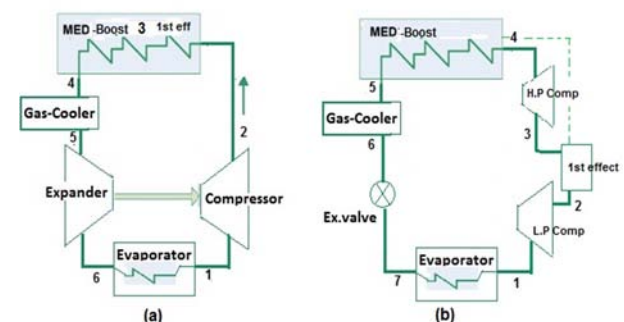 MED -Boost 3 1st eff
4
Gas-Cooler
5
2
Expander
Compressor
Evaporator
6
1
(a)
MED -Boost
4
5
H.P Comp
Gas-Cooler
3
6
1st effect
Ex.valve
2
L.P Comp
Evaporator
7
1
(b)